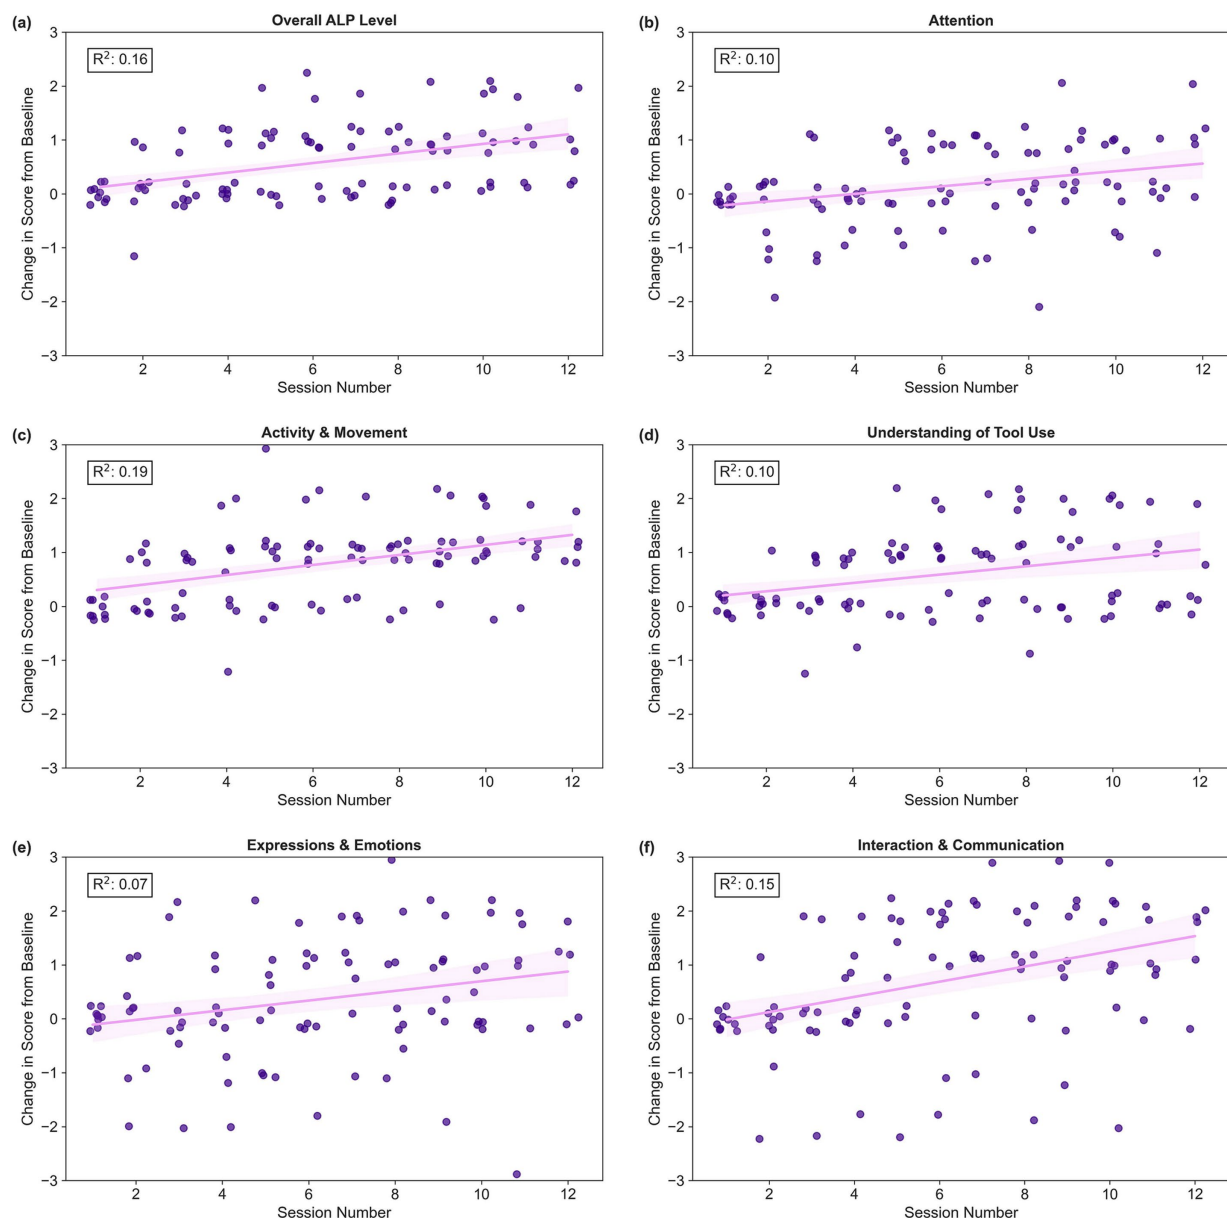 (a) Overall ALP Level
R²: 0.16
3
2
1
0
−1
−2
−3
Change in Score from Baseline
2 4 6 8 10 12
Session Number
(b) Attention
R²: 0.10
3
2
1
0
−1
−2
−3
Change in Score from Baseline
2 4 6 8 10 12
Session Number
(c) Activity & Movement
R²: 0.19
3
2
1
0
−1
−2
−3
Change in Score from Baseline
2 4 6 8 10 12
Session Number
(d) Understanding of Tool Use
R²: 0.10
3
2
1
0
−1
−2
−3
Change in Score from Baseline
2 4 6 8 10 12
Session Number
(e) Expressions & Emotions
R²: 0.07
3
2
1
0
−1
−2
−3
Change in Score from Baseline
2 4 6 8 10 12
Session Number
(f) Interaction & Communication
R²: 0.15
3
2
1
0
−1
−2
−3
Change in Score from Baseline
2 4 6 8 10 12
Session Number